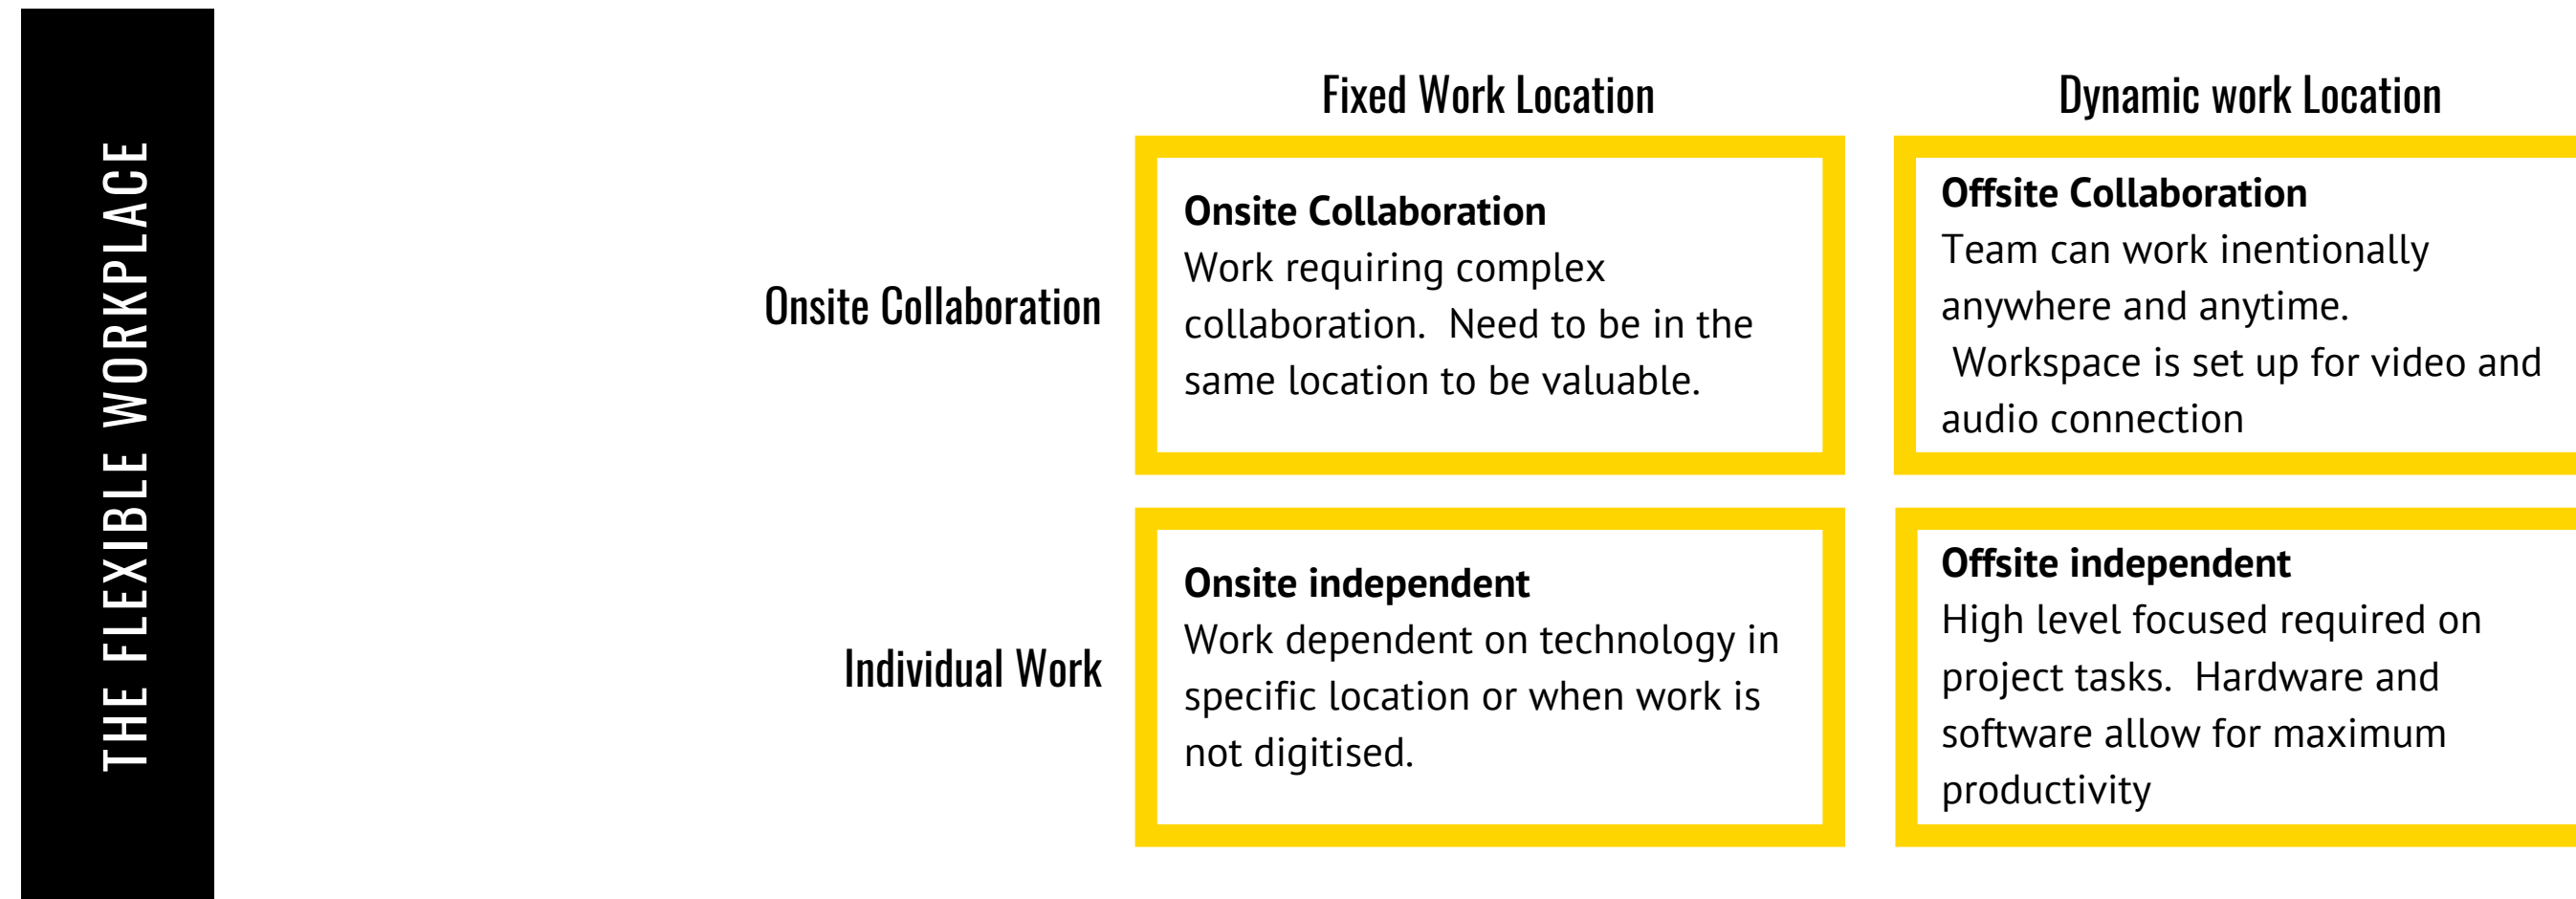 THE FLEXIBLE WORKPLACE
Fixed Work Location
Dynamic work Location
Onsite Collaboration
Onsite Collaboration
Work requiring complex
collaboration.  Need to be in the
same location to be valuable.
Offsite Collaboration
Team can work inentionally
anywhere and anytime.
Workspace is set up for video and
audio connection
Individual Work
Onsite independent
Work dependent on technology in
specific location or when work is
not digitised.
Offsite independent
High level focused required on
project tasks.  Hardware and
software allow for maximum
productivity